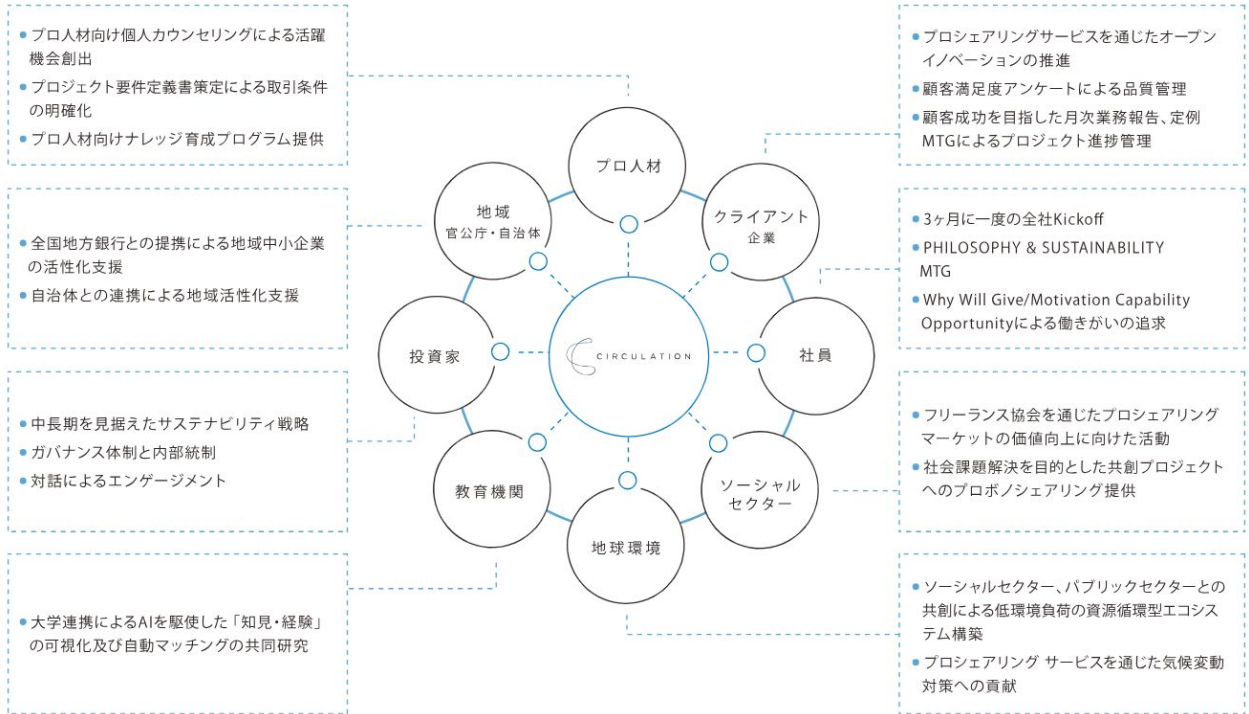 • プロ人材向け個人カウンセリングによる活躍
機会創出
• プロジェクト要件定義書策定による取引条件
の明確化
• プロ人材向けナレッジ育成プログラム提供
• 全国地方銀行との提携による地域中小企業
の活性化支援
• 自治体との連携による地域活性化支援
• 中長期を見据えたサステナビリティ戦略
• ガバナンス体制と内部統制
• 対話によるエンゲージメント
• 大学連携によるAIを駆使した「知見・経験」
の可視化及び自動マッチングの共同研究
プロ人材
地域
官公庁・自治体
クライアント
企業
投資家
CIRCULATION
社員
教育機関
ソーシャル
セクター
地球環境
• プロシェアリングサービスを通じたオープン
イノベーションの推進
• 顧客満足度アンケートによる品質管理
• 顧客成功を目指した月次業務報告、定例
MTGによるプロジェクト進捗管理
• 3ヶ月に一度の全社Kickoff
• PHILOSOPHY & SUSTAINABILITY
MTG
• Why Will Give/Motivation Capability
Opportunityによる働きがいの追求
• フリーランス協会を通じたプロシェアリング
マーケットの価値向上に向けた活動
• 社会課題解決を目的とした共創プロジェクト
へのプロボノシェアリング提供
• ソーシャルセクター、パブリックセクターとの
共創による低環境負荷の資源循環型エコシス
テム構築
• プロシェアリング サービスを通じた気候変動
対策への貢献